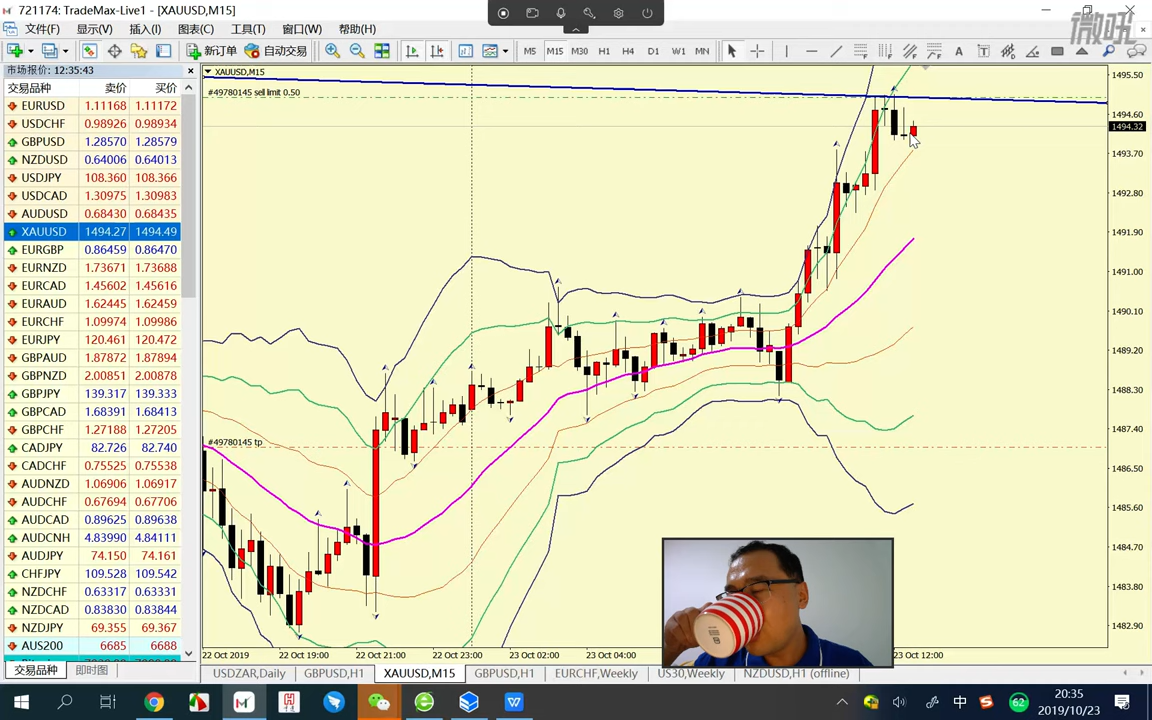 721174: TradeMax-Live1 - [XAUUSD,M15]
微吼
文件(F) 显示(V) 插入(I) 图表(C) 工具(T) 窗口(W) 帮助(H)
新订单 自动交易 M5 M15 M30 H1 H4 D1 W1 MN A T
市场报价: 12:35:43
交易品种 卖价 买价
EURUSD 1.11168 1.11172
USDCHF 0.98926 0.98934
GBPUSD 1.28570 1.28579
NZDUSD 0.64006 0.64013
USDJPY 108.360 108.366
USDCAD 1.30975 1.30983
AUDUSD 0.68430 0.68435
XAUUSD 1494.27 1494.49
EURGBP 0.86459 0.86470
EURNZD 1.73671 1.73688
EURCAD 1.45602 1.45616
EURAUD 1.62445 1.62459
EURCHF 1.09974 1.09986
EURJPY 120.461 120.472
GBPAUD 1.87872 1.87894
GBPNZD 2.00851 2.00878
GBPJPY 139.317 139.333
GBPCAD 1.68391 1.68413
GBPCHF 1.27188 1.27205
CADJPY 82.726 82.740
CADCHF 0.75525 0.75538
AUDNZD 1.06906 1.06917
AUDCHF 0.67694 0.67706
AUDCAD 0.89625 0.89638
AUDCNH 4.83990 4.84111
AUDJPY 74.150 74.161
CHFJPY 109.528 109.542
NZDCHF 0.63317 0.63331
NZDCAD 0.83830 0.83844
NZDJPY 69.355 69.367
AUS200 6685 6688
交易品种 即时图
XAUUSD,M15
#49780145 sell limit 0.50
#49780145 tp
1495.50
1494.60
1494.32
1493.70
1492.80
1491.90
1491.00
1490.10
1489.20
1488.30
1487.40
1486.50
1485.60
1484.70
1483.80
1482.90
22 Oct 2019 22 Oct 19:00 22 Oct 21:00 22 Oct 23:00 23 Oct 02:00 23 Oct 04:00 23 Oct 12:00
USDZAR,Daily GBPUSD,H1 XAUUSD,M15 GBPUSD,H1 EURCHF,Weekly US30,Weekly NZDUSD,H1 (offline)
中 62
20:35
2019/10/23